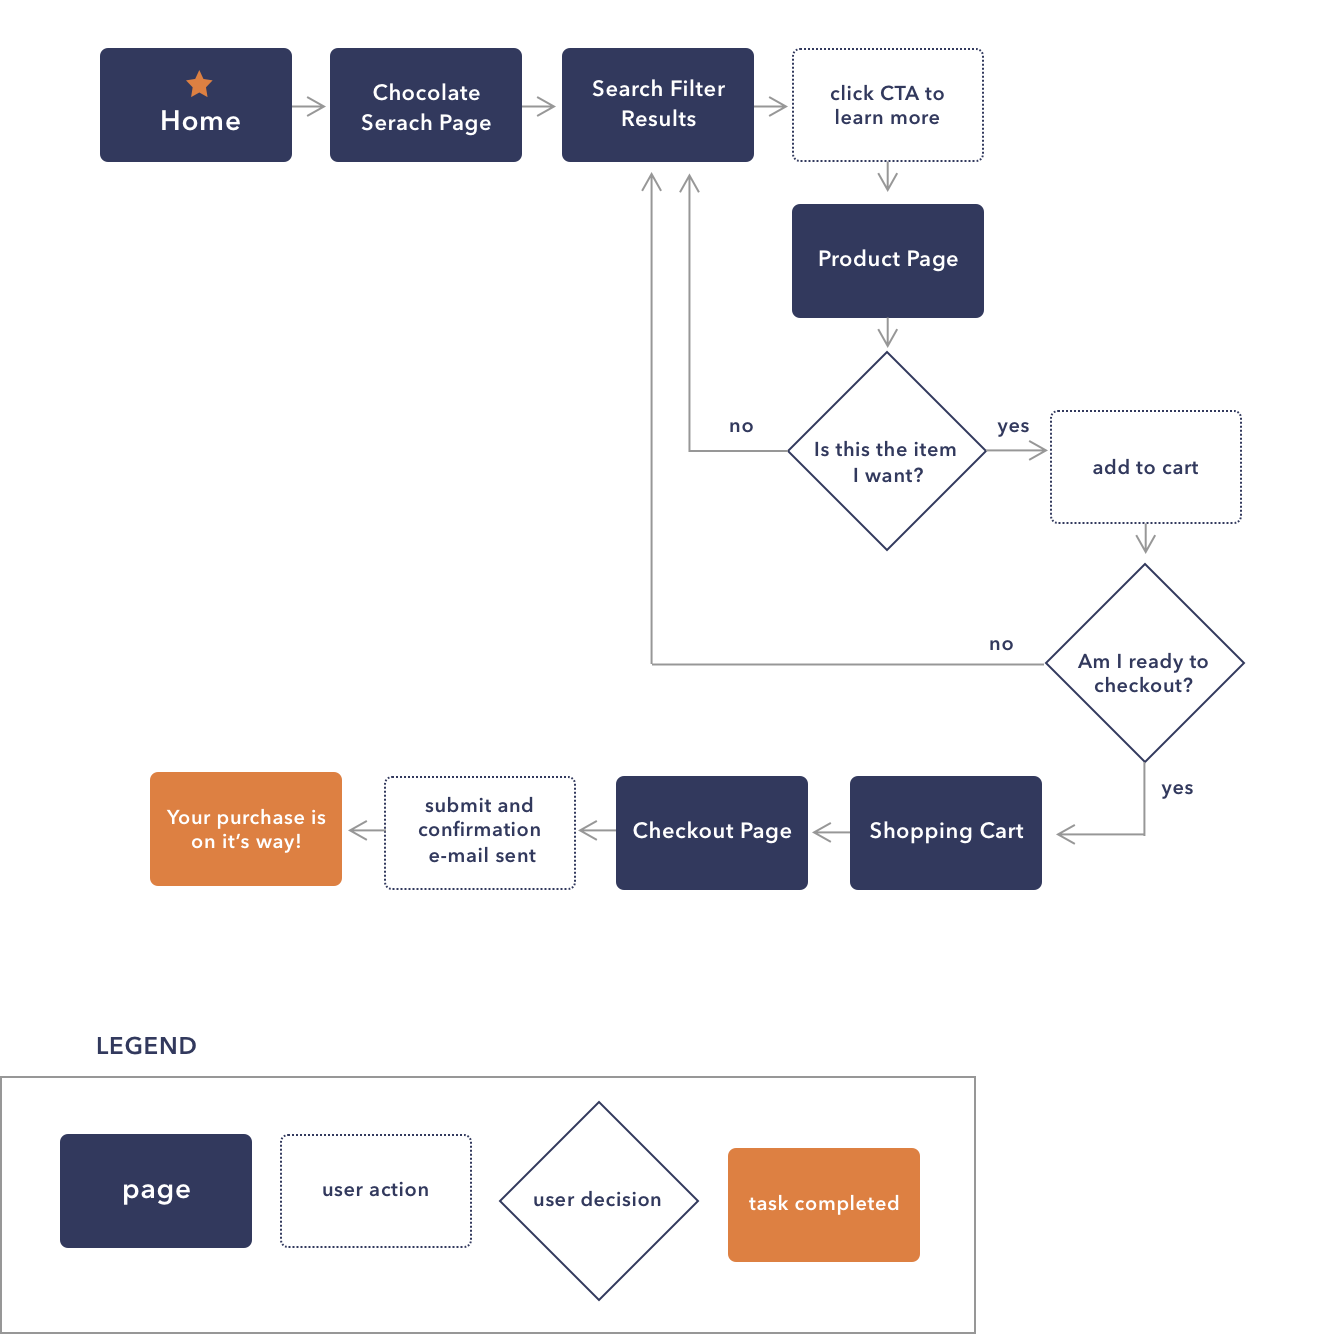 Home
Chocolate
Serach Page
Search Filter
Results
click CTA to
learn more
Product Page
Is this the item
I want?
no
yes
add to cart
Am I ready to
checkout?
no
yes
Shopping Cart
Checkout Page
submit and
confirmation
e-mail sent
Your purchase is
on it’s way!
LEGEND
page
user action
user decision
task completed